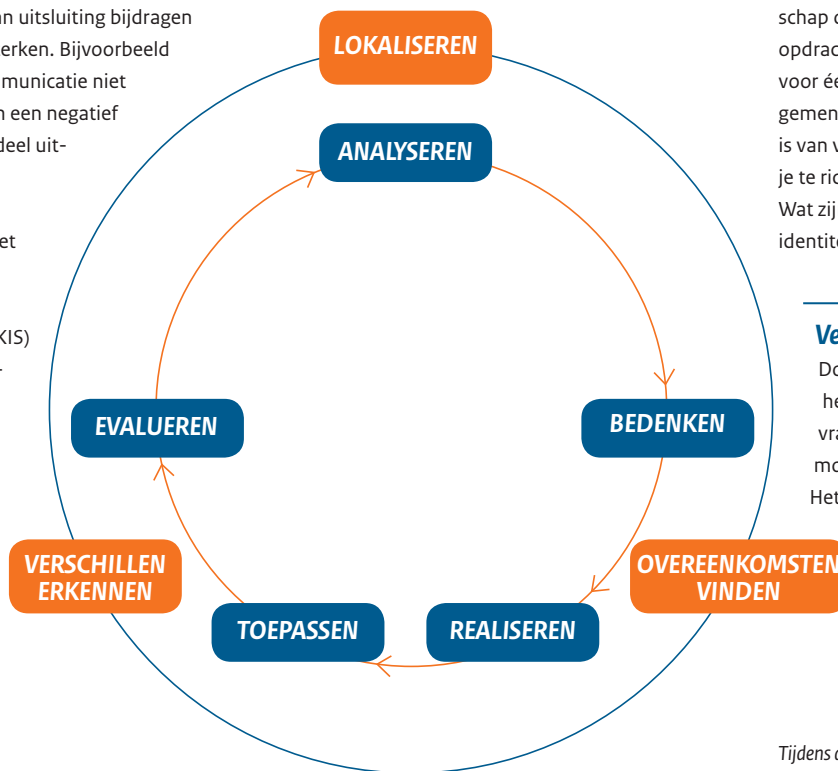 an uitsluiting bijdragen
erken. Bijvoorbeeld
municatie niet
n een negatief
deel uit-
et
KIS)
-
LOKALISEREN
ANALYSEREN
EVALUEREN
BEDENKEN
VERSCHILLEN
ERKENNEN
OVEREENKOMSTEN
VINDEN
TOEPASSEN
REALISEREN
schap
opdrac
voor éé
gemen
is van v
je te ric
Wat zij
identite
Ve
Do
he
vra
mo
Het
Tijdens